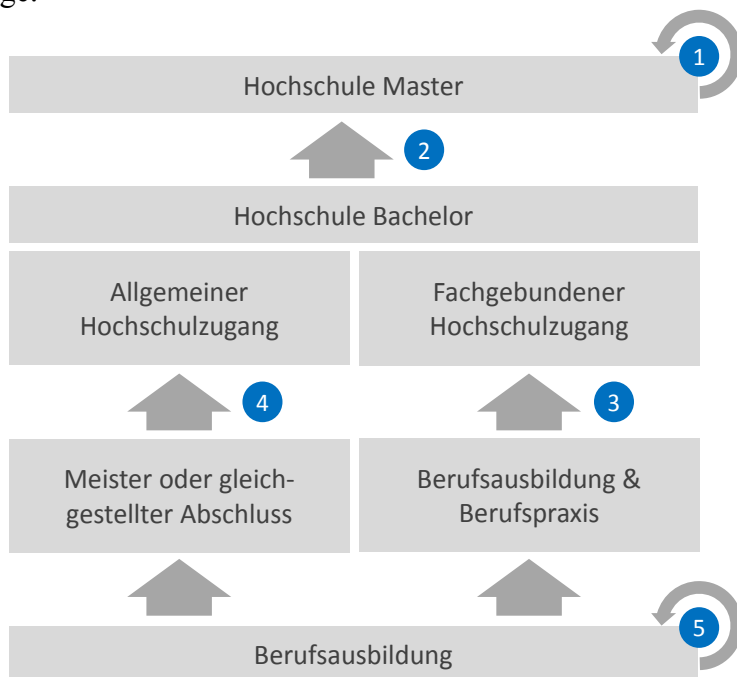 ge.
1
Hochschule Master
2
Hochschule Bachelor
Allgemeiner
Hochschulzugang
Fachgebundener
Hochschulzugang
4
3
Meister oder gleich-
gestellter Abschluss
Berufsausbildung &
Berufspraxis
5
Berufsausbildung